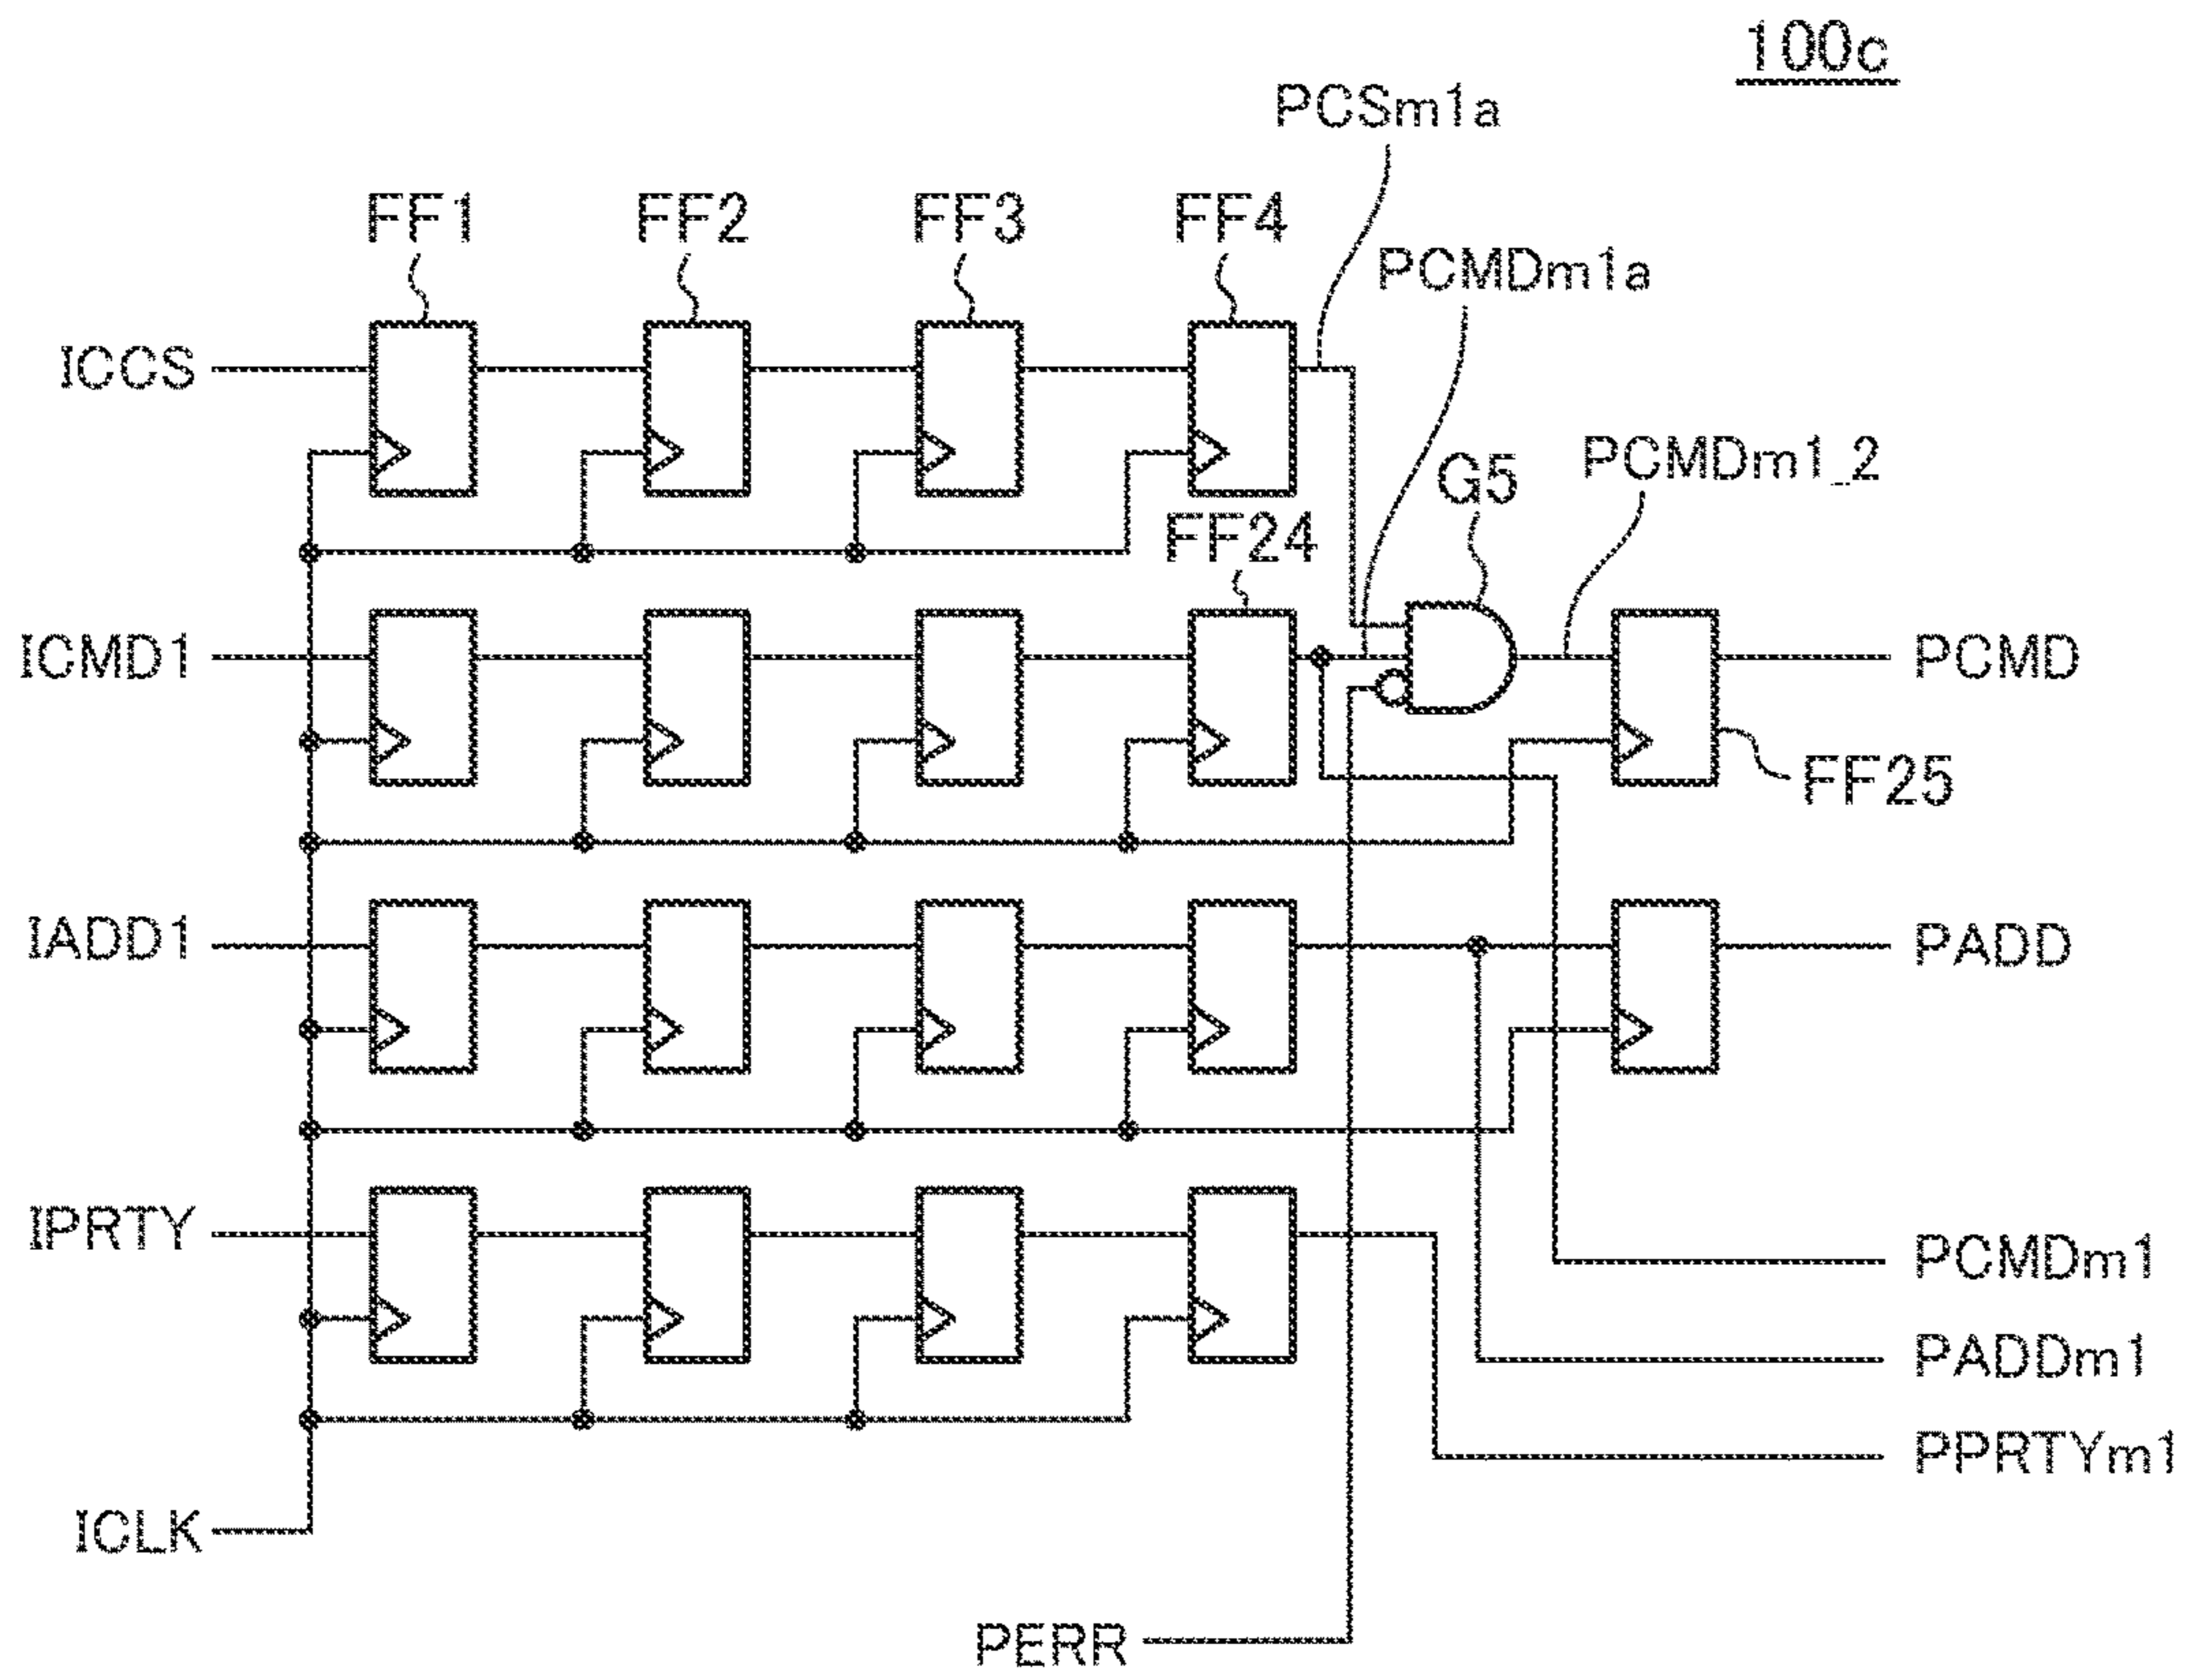 100c
PCSm1a
FF1
FF2
FF3
FF4
PCMDm1a
ICCS
G5
PCMDm1_2
FF24
ICMD1
PCMD
FF25
IADD1
PADD
IPRTY
PCMDm1
PADDm1
PPRTYm1
ICLK
PERR